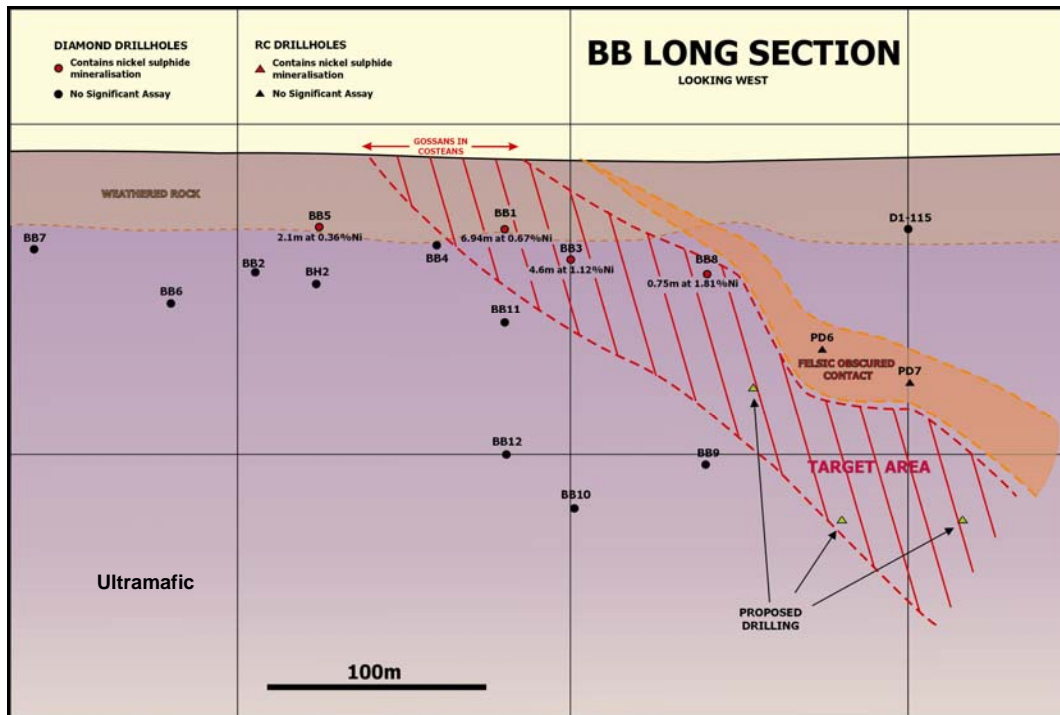 DIAMOND DRILLHOLES
Contains nickel sulphide
mineralisation
No Significant Assay
RC DRILLHOLES
Contains nickel sulphide
mineralisation
No Significant Assay
BB LONG SECTION
LOOKING WEST
GOSSANS IN
COSTEANS
WEATHERED ROCK
BB5
2.1m at 0.36%Ni
BB1
6.94m at 0.67%Ni
D1-115
BB7
BB4
BB3
4.6m at 1.12%Ni
BB8
0.75m at 1.81%Ni
BB2
BH2
BB6
BB11
PD6
FELSIC OBSCURED
CONTACT
PD7
BB12
BB9
TARGET AREA
BB10
Ultramafic
PROPOSED
DRILLING
100m